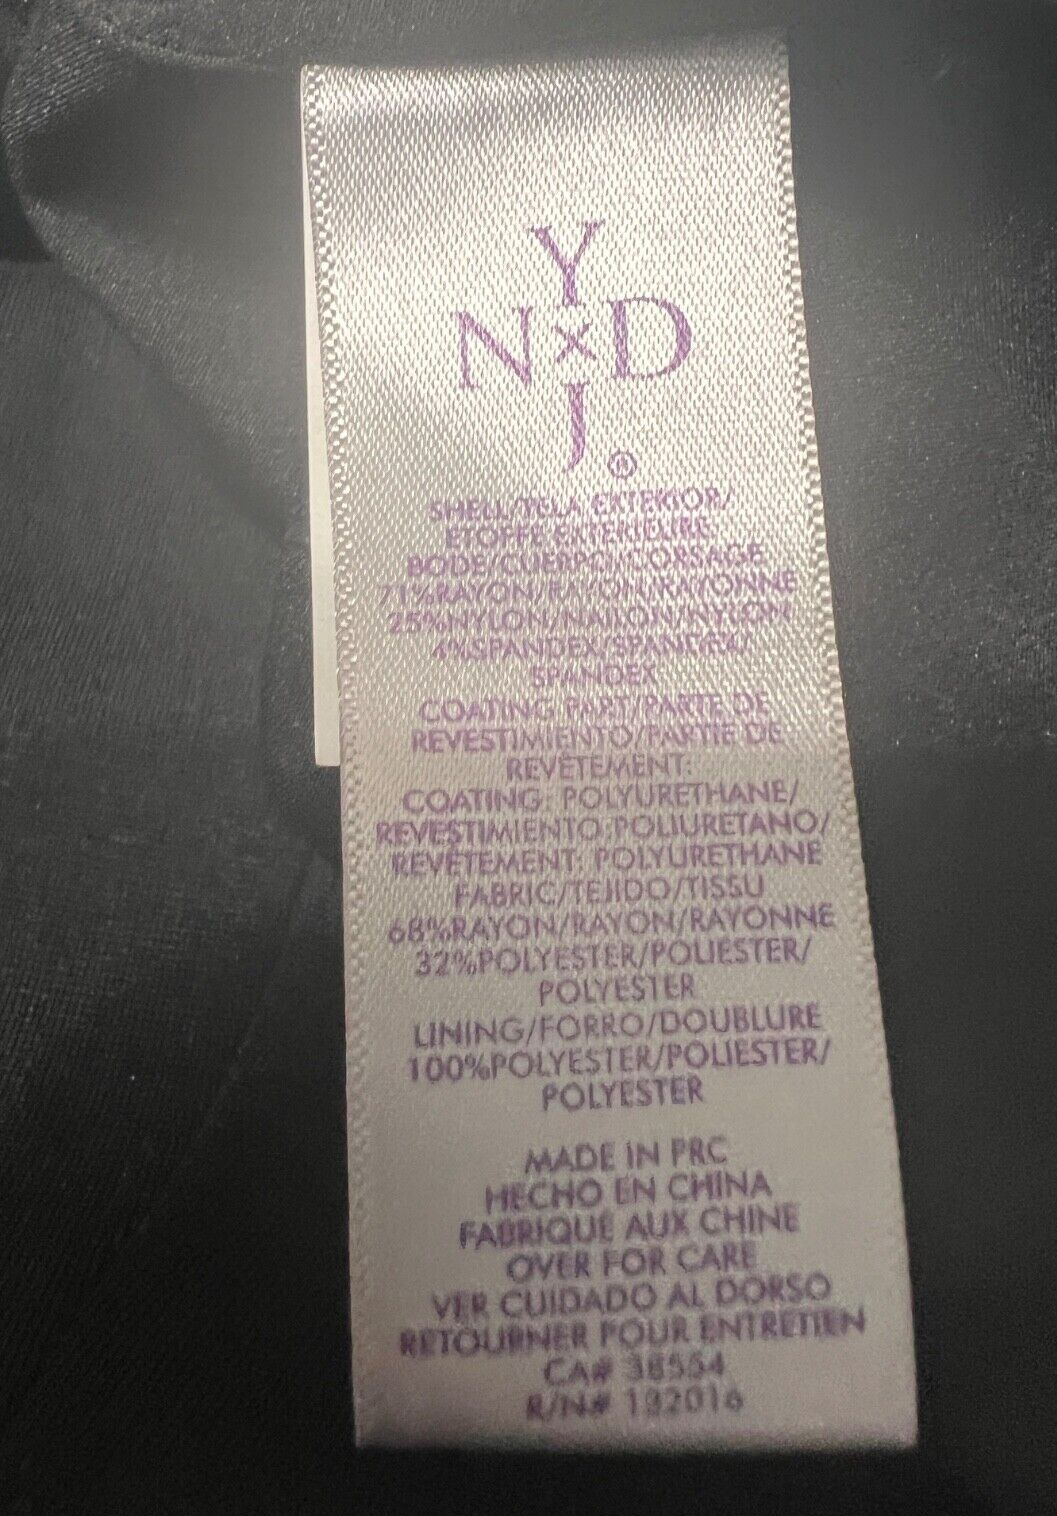 Y
N x D
J ®
SHELL/TELA EXTERIOR/
ETOFFE EXTERIEURE
BODE/CUERPO/CORSAGE
71%RAYON/RAYON/RAYONNE
25%NYLON/NAILON/NYLON
4%SPANDEX/SPANDEX/
SPANDEX
COATING PART/PARTE DE
REVESTIMIENTO/PARTIE DE
REVÊTEMENT:
COATING: POLYURETHANE/
REVESTIMIENTO:POLIURETANO/
REVÊTEMENT: POLYURETHANE
FABRIC/TEJIDO/TISSU
68%RAYON/RAYON/RAYONNE
32%POLYESTER/POLIESTER/
POLYESTER
LINING/FORRO/DOUBLURE
100%POLYESTER/POLIESTER/
POLYESTER
MADE IN PRC
HECHO EN CHINA
FABRIQUÉ AUX CHINE
OVER FOR CARE
VER CUIDADO AL DORSO
RETOURNER POUR ENTRETIEN
CA# 38554
R/N# 132016